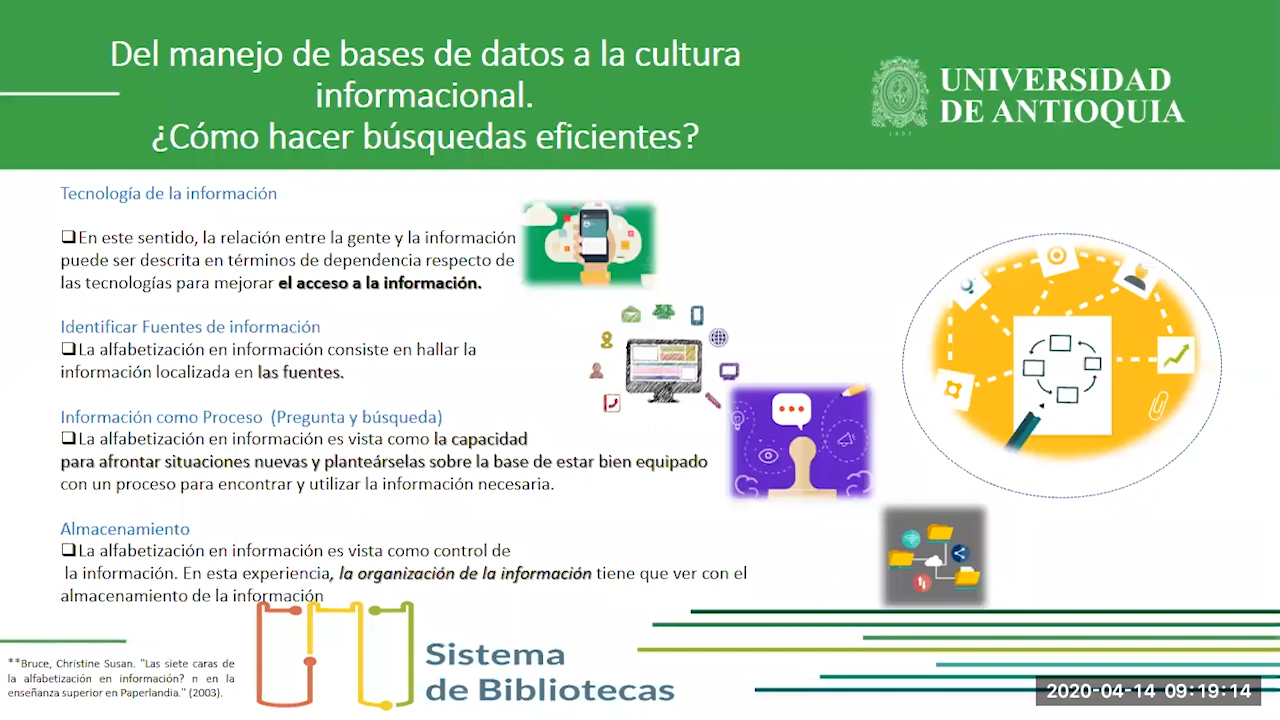 Del manejo de bases de datos a la cultura
informacional.
¿Cómo hacer búsquedas eficientes?
UNIVERSIDAD
DE ANTIOQUIA
1803
Tecnología de la información
❑En este sentido, la relación entre la gente y la información
puede ser descrita en términos de dependencia respecto de
las tecnologías para mejorar el acceso a la información.
Identificar Fuentes de información
❑La alfabetización en información consiste en hallar la
información localizada en las fuentes.
Información como Proceso (Pregunta y búsqueda)
❑La alfabetización en información es vista como la capacidad
para afrontar situaciones nuevas y planteárselas sobre la base de estar bien equipado
con un proceso para encontrar y utilizar la información necesaria.
Almacenamiento
❑La alfabetización en información es vista como control de
la información. En esta experiencia, la organización de la información tiene que ver con el
almacenamiento de la información
**Bruce, Christine Susan. "Las siete caras de
la alfabetización en información? n en la
enseñanza superior en Paperlandia." (2003).
Sistema
de Bibliotecas
2020-04-14 09:19:14